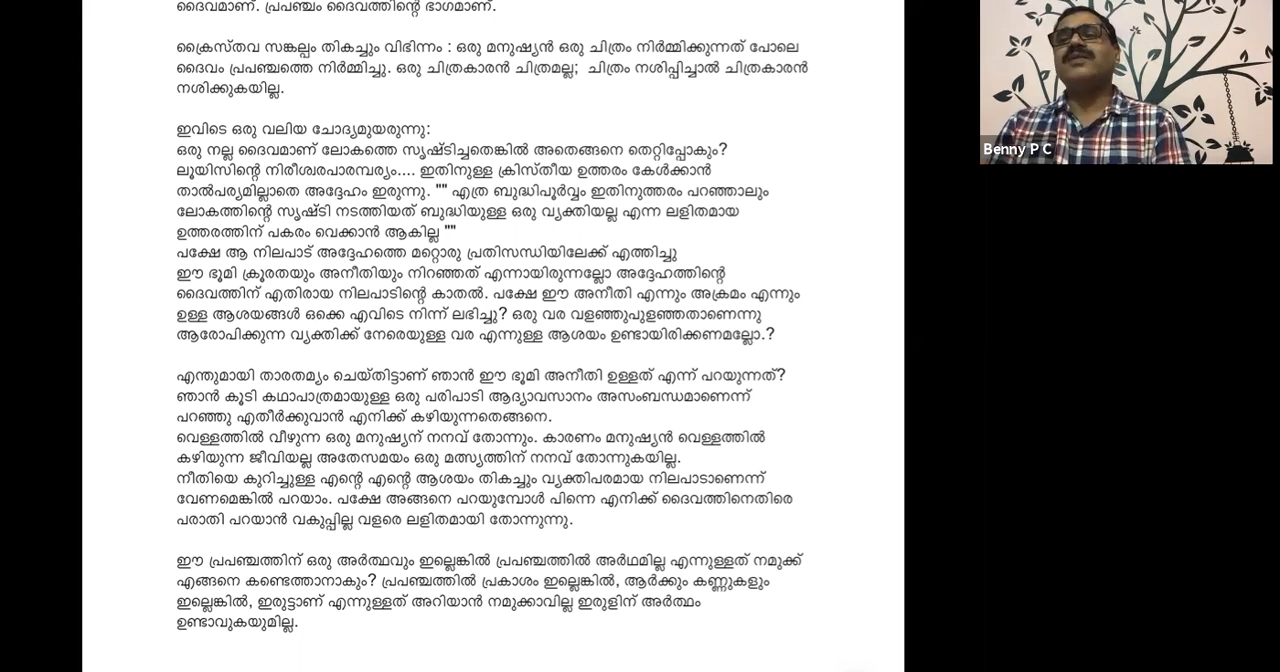 ദൈവമാണ്. പ്രപഞ്ചം ദൈവത്തിന്റെ ഭാഗമാണ്.
ക്രൈസ്തവ സങ്കല്പം തികച്ചും വിഭിന്നം : ഒരു മനുഷ്യൻ ഒരു ചിത്രം നിർമ്മിക്കുന്നത് പോലെ
ദൈവം പ്രപഞ്ചത്തെ നിർമ്മിച്ചു. ഒരു ചിത്രകാരൻ ചിത്രമല്ല; ചിത്രം നശിപ്പിച്ചാൽ ചിത്രകാരൻ
നശിക്കുകയില്ല.
ഇവിടെ ഒരു വലിയ ചോദ്യമുയരുന്നു:
ഒരു നല്ല ദൈവമാണ് ലോകത്തെ സൃഷ്ടിച്ചതെങ്കിൽ അതെങ്ങനെ തെറ്റിപ്പോകും?
ലൂയിസിന്റെ നിരീശ്വരപാരമ്പര്യം.... ഇതിനുള്ള ക്രിസ്തീയ ഉത്തരം കേൾക്കാൻ
താൽപര്യമില്ലാതെ അദ്ദേഹം ഇരുന്നു. "" എത്ര ബുദ്ധിപൂർവ്വം ഇതിനുത്തരം പറഞ്ഞാലും
ലോകത്തിന്റെ സൃഷ്ടി നടത്തിയത് ബുദ്ധിയുള്ള ഒരു വ്യക്തിയല്ല എന്ന ലളിതമായ
ഉത്തരത്തിന് പകരം വെക്കാൻ ആകില്ല ""
പക്ഷേ ആ നിലപാട് അദ്ദേഹത്തെ മറ്റൊരു പ്രതിസന്ധിയിലേക്ക് എത്തിച്ചു
ഈ ഭൂമി ക്രൂരതയും അനീതിയും നിറഞ്ഞത് എന്നായിരുന്നല്ലോ അദ്ദേഹത്തിന്റെ
ദൈവത്തിന് എതിരായ നിലപാടിന്റെ കാതൽ. പക്ഷേ ഈ അനീതി എന്നും അക്രമം എന്നും
ഉള്ള ആശയങ്ങൾ ഒക്കെ എവിടെ നിന്ന് ലഭിച്ചു? ഒരു വര വളഞ്ഞുപുളഞ്ഞതാണെന്നു
ആരോപിക്കുന്ന വ്യക്തിക്ക് നേരെയുള്ള വര എന്നുള്ള ആശയം ഉണ്ടായിരിക്കണമല്ലോ.?
എന്തുമായി താരതമ്യം ചെയ്തിട്ടാണ് ഞാൻ ഈ ഭൂമി അനീതി ഉള്ളത് എന്ന് പറയുന്നത്?
ഞാൻ കൂടി കഥാപാത്രമായുള്ള ഒരു പരിപാടി ആദ്യാവസാനം അസംബന്ധമാണെന്ന്
പറഞ്ഞു എതീർക്കുവാൻ എനിക്ക് കഴിയുന്നതെങ്ങനെ.
വെള്ളത്തിൽ വീഴുന്ന ഒരു മനുഷ്യന് നനവ് തോന്നും. കാരണം മനുഷ്യൻ വെള്ളത്തിൽ
കഴിയുന്ന ജീവിയല്ല അതേസമയം ഒരു മത്സ്യത്തിന് നനവ് തോന്നുകയില്ല.
നീതിയെ കുറിച്ചുള്ള എന്റെ എന്റെ ആശയം തികച്ചും വ്യക്തിപരമായ നിലപാടാണെന്ന്
വേണമെങ്കിൽ പറയാം. പക്ഷേ അങ്ങനെ പറയുമ്പോൾ പിന്നെ എനിക്ക് ദൈവത്തിനെതിരെ
പരാതി പറയാൻ വകുപ്പില്ല വളരെ ലളിതമായി തോന്നുന്നു.
ഈ പ്രപഞ്ചത്തിന് ഒരു അർത്ഥവും ഇല്ലെങ്കിൽ പ്രപഞ്ചത്തിൽ അർഥമില്ല എന്നുള്ളത് നമുക്ക്
എങ്ങനെ കണ്ടെത്താനാകും? പ്രപഞ്ചത്തിൽ പ്രകാശം ഇല്ലെങ്കിൽ, ആർക്കും കണ്ണുകളും
ഇല്ലെങ്കിൽ, ഇരുട്ടാണ് എന്നുള്ളത് അറിയാൻ നമുക്കാവില്ല ഇരുളിന് അർത്ഥം
ഉണ്ടാവുകയുമില്ല.
Benny P C